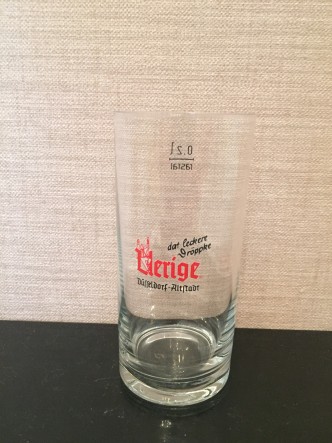 0,2 l
dat leckere
Dröppke
Uerige
Düsseldorf-Altstadt